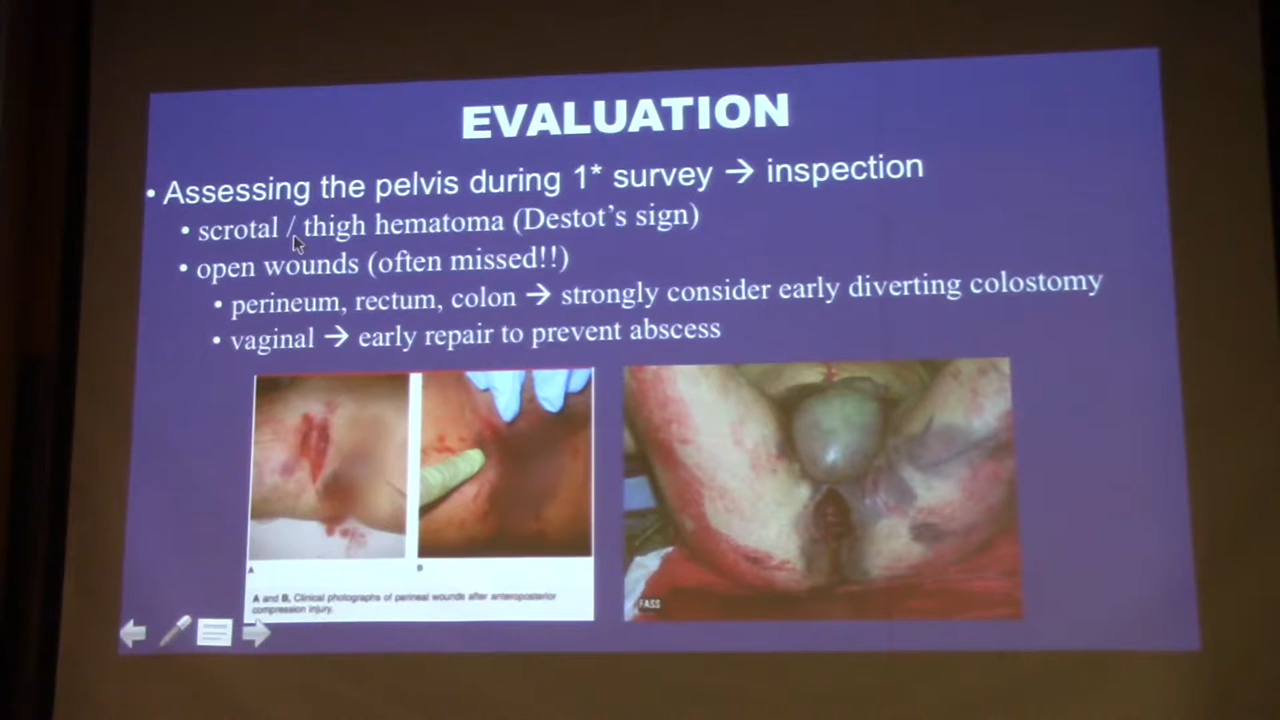 EVALUATION
• Assessing the pelvis during 1* survey → inspection
• scrotal / thigh hematoma (Destot's sign)
• open wounds (often missed!!)
• perineum, rectum, colon → strongly consider early diverting colostomy
• vaginal → early repair to prevent abscess
A
B
A and B, Clinical photographs of perineal wounds after anteroposterior
compression injury.
FASS